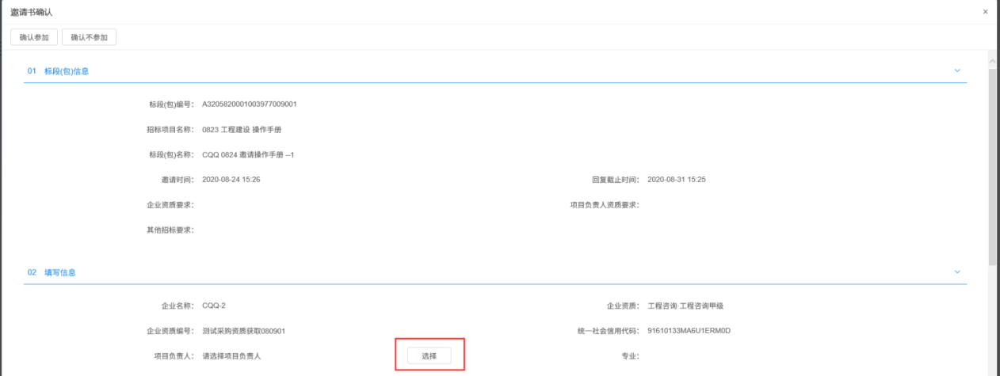 邀请书确认
×
确认参加 确认不参加
01 标段(包)信息
标段(包)编号： A3205820001003977009001
招标项目名称： 0823 工程建设 操作手册
标段(包)名称： CQQ 0824 邀请操作手册 --1
邀请时间： 2020-08-24 15:26 回复截止时间： 2020-08-31 15:25
企业资质要求： 项目负责人资质要求：
其他招标要求：
02 填写信息
企业名称： CQQ-2 企业资质： 工程咨询·工程咨询甲级
企业资质编号： 测试采购资质获取080901 统一社会信用代码： 91610133MA6U1ERM0D
项目负责人： 请选择项目负责人 选择 专业：